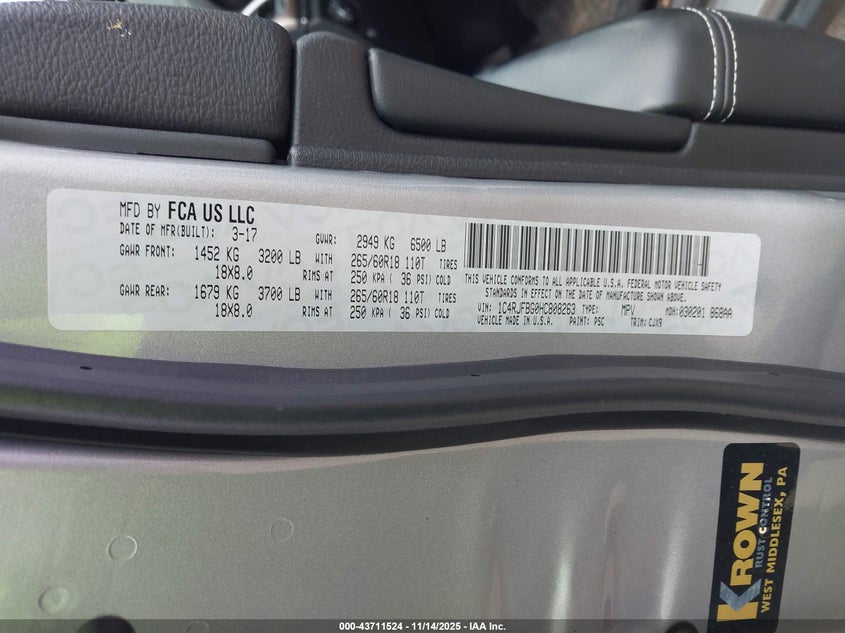 MFD BY FCA US LLC
DATE OF MFR(BUILT): 3-17 GVWR: 2949 KG 6500 LB
GAWR FRONT: 1452 KG 3200 LB WITH 265/60R18 110T TIRES
18X8.0 RIMS AT 250 KPA ( 36 PSI) COLD
GAWR REAR: 1679 KG 3700 LB WITH 265/60R18 110T TIRES
18X8.0 RIMS AT 250 KPA ( 36 PSI) COLD
THIS VEHICLE CONFORMS TO ALL APPLICABLE U.S.A. FEDERAL MOTOR VEHICLE SAFETY
STANDARDS IN EFFECT ON THE DATE OF MANUFACTURE SHOWN ABOVE.
VIN: 1C4RJFBG0HC808263 TYPE: MPV MDH: 030201 868AA
VEHICLE MADE IN U.S.A. PAINT: PSC TRIM: CJX9
KROWN
RUST CONTROL
WEST MIDDLESEX, PA
000-43711524 | 11/14/2025 - IAA Inc.